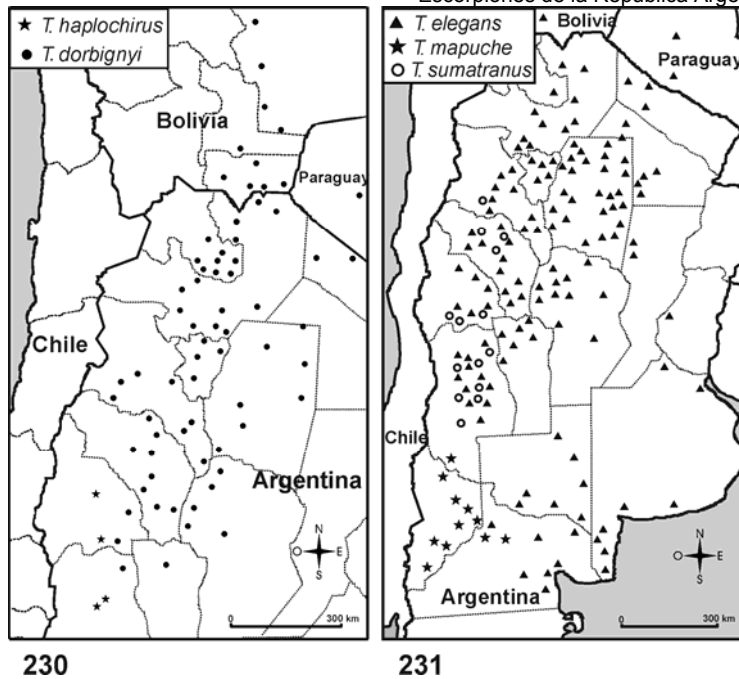 Escorpiones de la República Arge
T. haplochirus
T. dorbignyi
Bolivia
Paraguay
Chile
Argentina
N
O E
S
0 300 km
230
T. elegans
T. mapuche
T. sumatranus
Bolivia
Paraguay
Chile
Argentina
N
O E
S
0 300 km
231